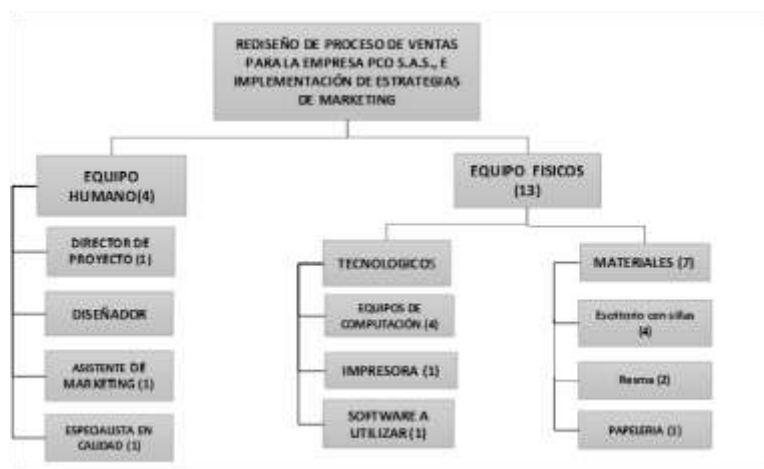 REDISEÑO DE PROCESO DE VENTAS
PARA LA EMPRESA PCO S.A.S., E
IMPLEMENTACIÓN DE ESTRATEGIAS
DE MARKETING
EQUIPO
HUMANO(4)
DIRECTOR DE
PROYECTO (1)
DISEÑADOR
ASISTENTE DE
MARKETING (1)
ESPECIALISTA EN
CALIDAD (1)
EQUIPO FISICOS
(13)
TECNOLOGICOS
EQUIPOS DE
COMPUTACIÓN (4)
IMPRESORA (1)
SOFTWARE A
UTILIZAR (1)
MATERIALES (7)
Escritorio con sillas
(4)
Resma (2)
PAPELERIA (1)